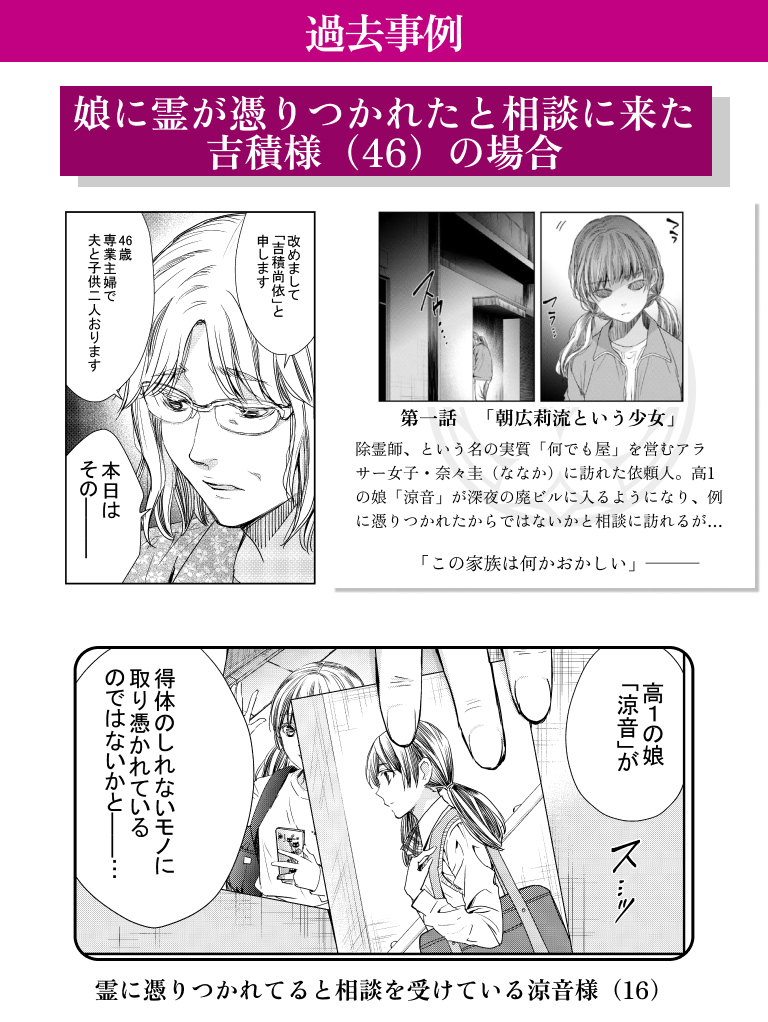 過去事例
娘に霊が憑りつかれたと相談に来た
吉積様（46）の場合
改めまして
「吉積尚依」と
申します
46歳
専業主婦で
夫と子供二人おります
本日は
その――
スゥ……
フラ…
フラッ
第一話　「朝広莉流という少女」
除霊師、という名の実質「何でも屋」を営むアラ
サー女子・奈々圭（ななか）に訪れた依頼人。高1
の娘「涼音」が深夜の廃ビルに入るようになり、例
に憑りつかれたからではないかと相談に訪れるが…
「この家族は何かおかしい」―――
高１の娘
「涼音」が
ス…ッ
得体のしれないモノに
取り憑かれている
のではないかと――…
霊に憑りつかれてると相談を受けている涼音様（16）